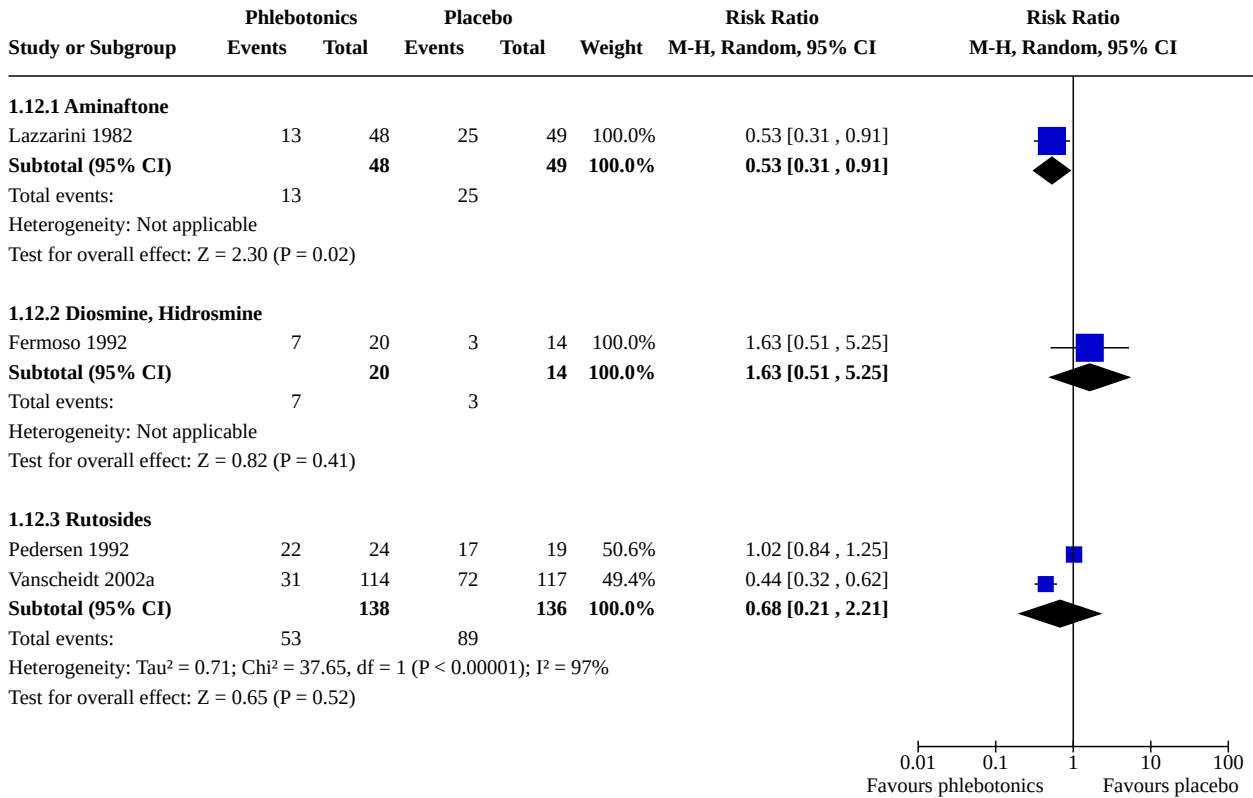 Phlebotonics Placebo Risk Ratio Risk Ratio
Study or Subgroup Events Total Events Total Weight M-H, Random, 95% CI M-H, Random, 95% CI
1.12.1 Aminaftone
Lazzarini 1982 13 48 25 49 100.0% 0.53 [0.31 , 0.91]
Subtotal (95% CI) 48 49 100.0% 0.53 [0.31 , 0.91]
Total events: 13 25
Heterogeneity: Not applicable
Test for overall effect: Z = 2.30 (P = 0.02)
1.12.2 Diosmine, Hidrosmine
Fermoso 1992 7 20 3 14 100.0% 1.63 [0.51 , 5.25]
Subtotal (95% CI) 20 14 100.0% 1.63 [0.51 , 5.25]
Total events: 7 3
Heterogeneity: Not applicable
Test for overall effect: Z = 0.82 (P = 0.41)
1.12.3 Rutosides
Pedersen 1992 22 24 17 19 50.6% 1.02 [0.84 , 1.25]
Vanscheidt 2002a 31 114 72 117 49.4% 0.44 [0.32 , 0.62]
Subtotal (95% CI) 138 136 100.0% 0.68 [0.21 , 2.21]
Total events: 53 89
Heterogeneity: Tau² = 0.71; Chi² = 37.65, df = 1 (P < 0.00001); I² = 97%
Test for overall effect: Z = 0.65 (P = 0.52)
0.01 0.1 1 10 100
Favours phlebotonics Favours placebo